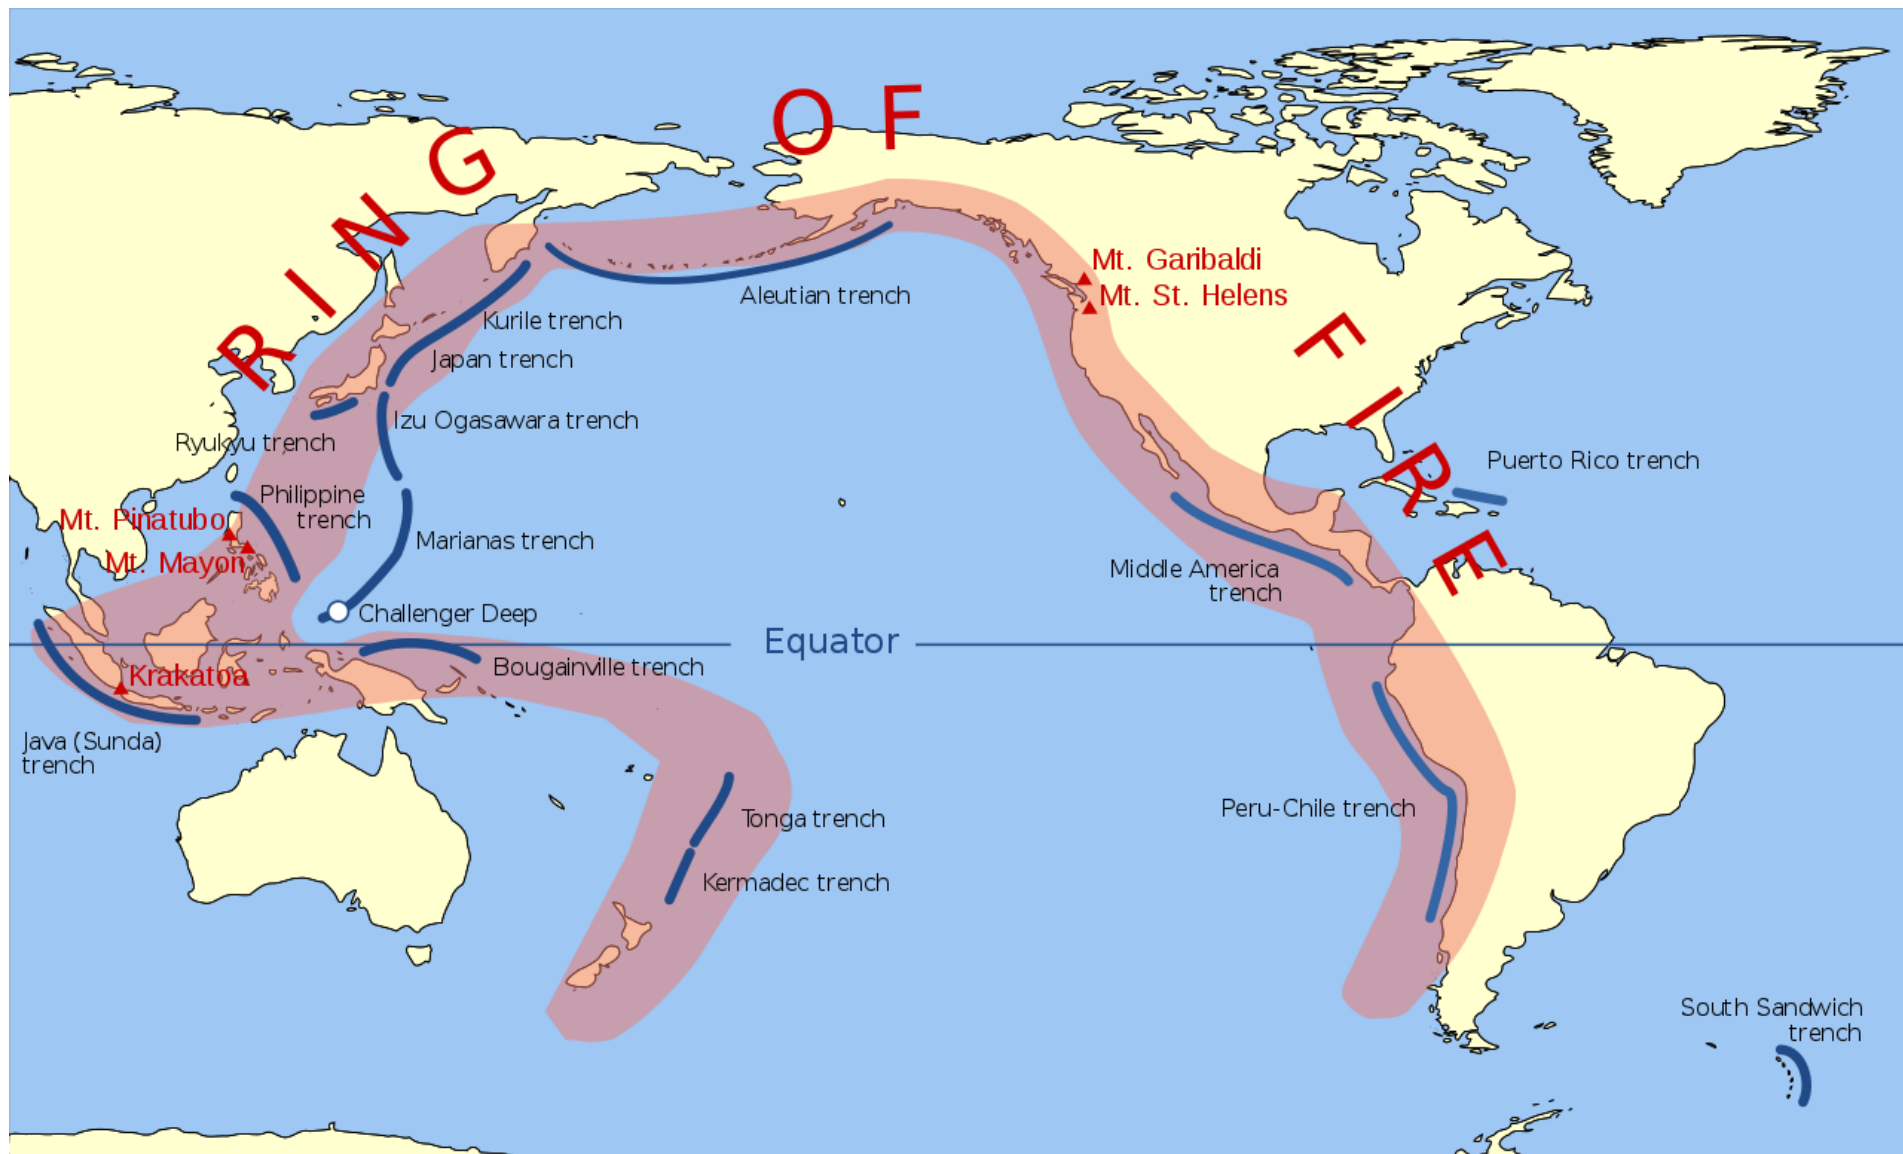 RING OF FIRE
Mt. Garibaldi
Mt. St. Helens
Aleutian trench
Kurile trench
Japan trench
Izu Ogasawara trench
Ryukyu trench
Puerto Rico trench
Philippine
trench
Mt. Pinatubo
Mt. Mayon
Marianas trench
Middle America
trench
Challenger Deep
Equator
Bougainville trench
Krakatoa
Java (Sunda)
trench
Peru-Chile trench
Tonga trench
Kermadec trench
South Sandwich
trench